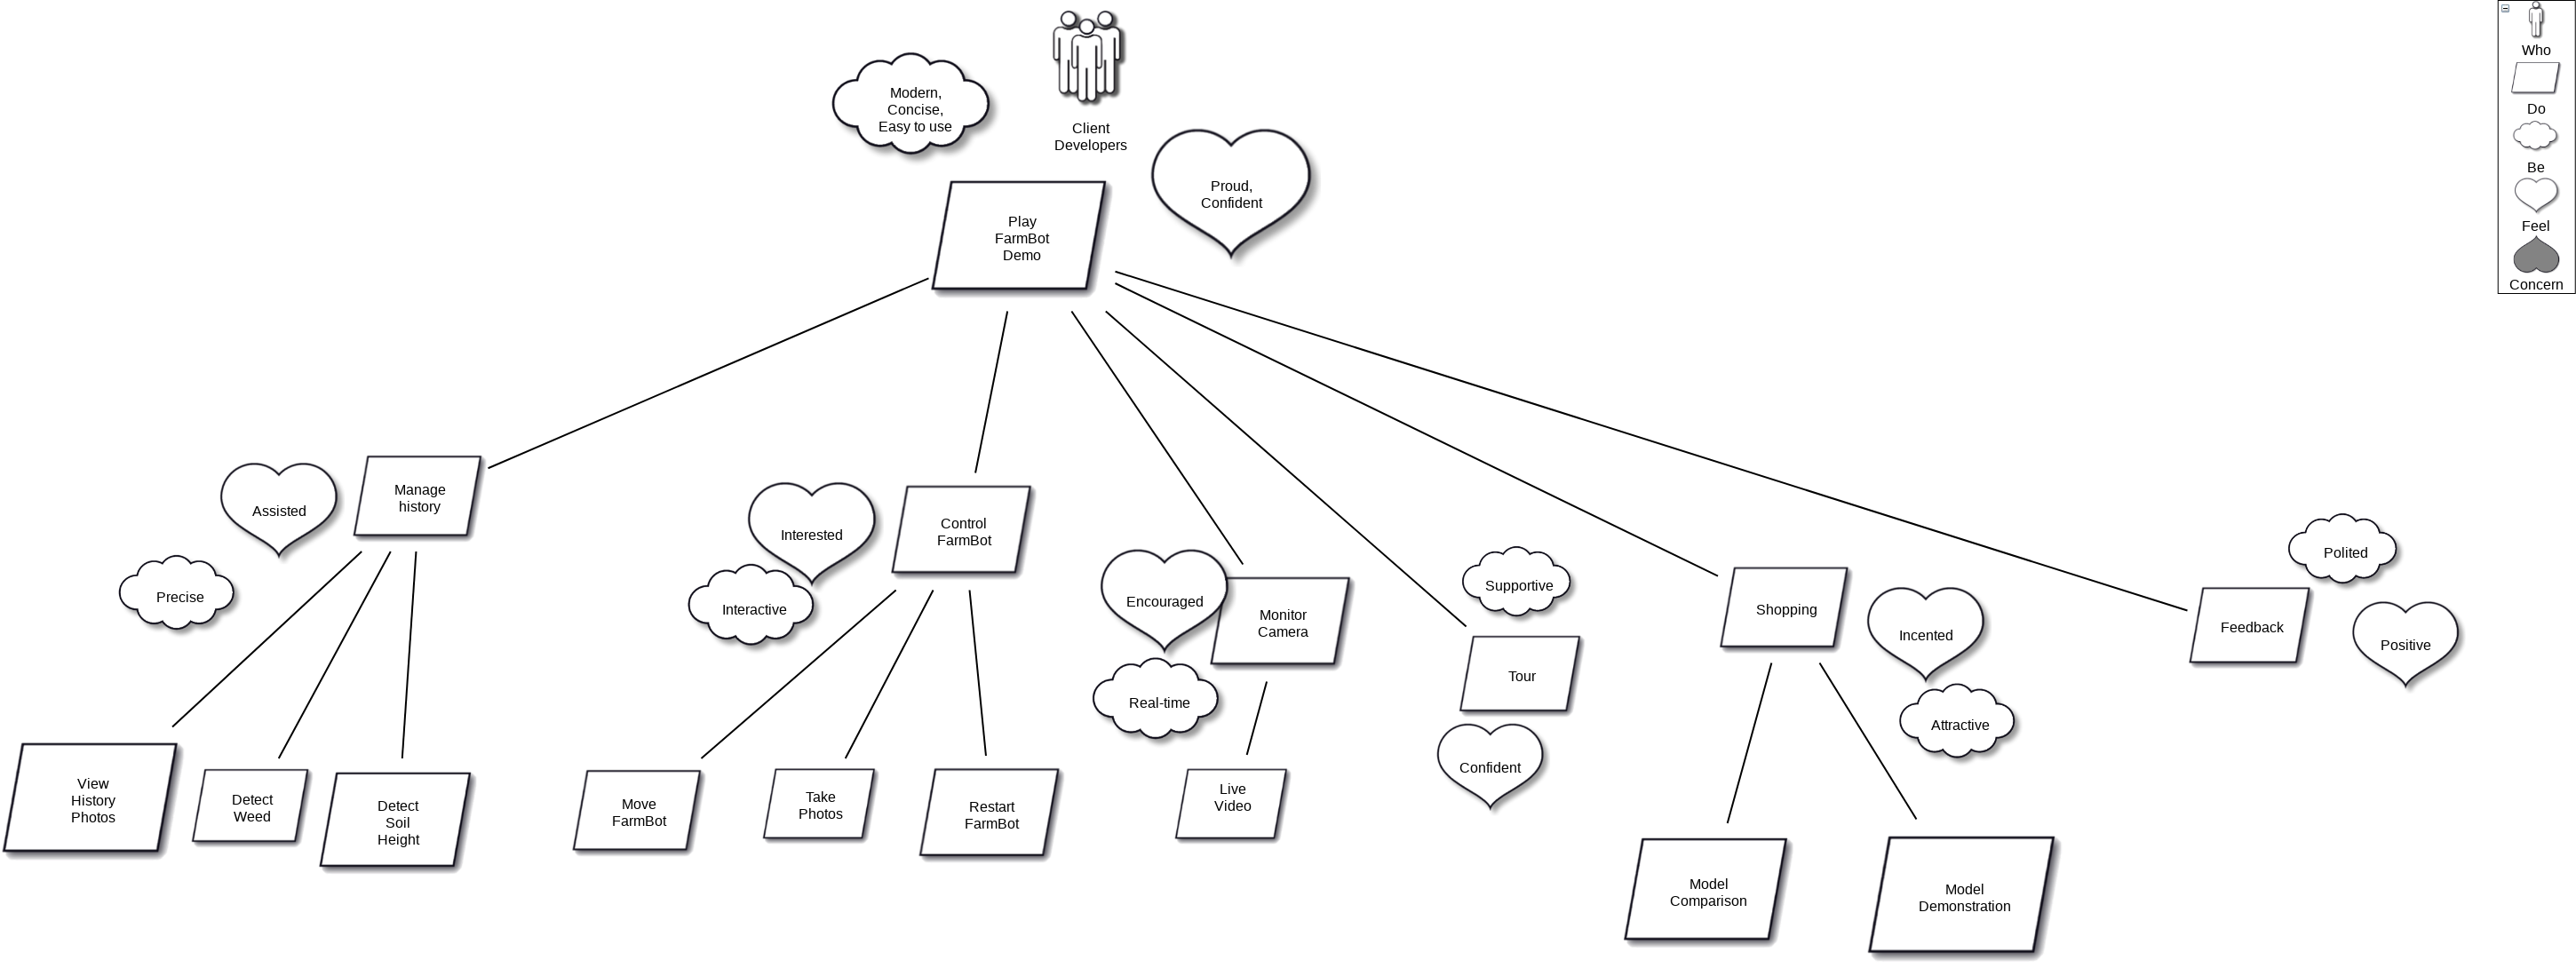 Modern,
Concise,
Easy to use
Client
Developers
Proud,
Confident
Play
FarmBot
Demo
Who
Do
Be
Feel
Concern
Assisted
Manage
history
Precise
Interested
Control
FarmBot
Interactive
Encouraged
Monitor
Camera
Real-time
Supportive
Tour
Confident
Shopping
Incented
Attractive
Polited
Feedback
Positive
View
History
Photos
Detect
Weed
Detect
Soil
Height
Move
FarmBot
Take
Photos
Restart
FarmBot
Live
Video
Model
Comparison
Model
Demonstration